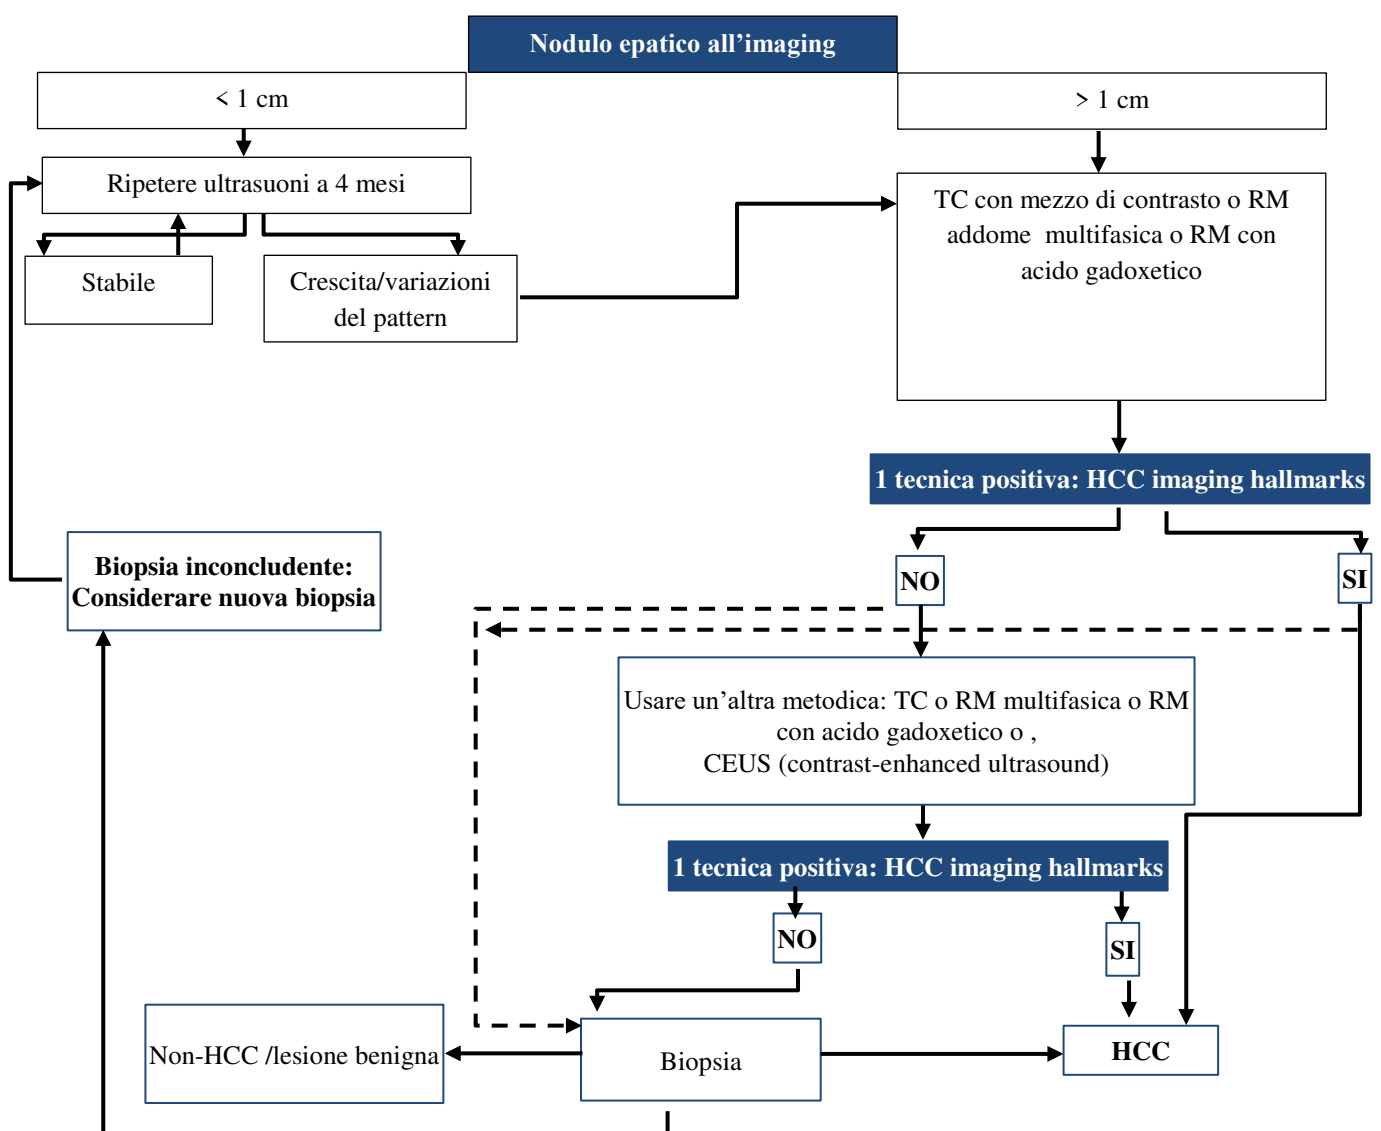 Nodulo epatico all’imaging
< 1 cm
> 1 cm
Ripetere ultrasuoni a 4 mesi
TC con mezzo di contrasto o RM
addome multifasica o RM con
acido gadoxetico
Stabile
Crescita/variazioni
del pattern
1 tecnica positiva: HCC imaging hallmarks
Biopsia inconcludente:
Considerare nuova biopsia
NO
SI
Usare un’altra metodica: TC o RM multifasica o RM
con acido gadoxetico o ,
CEUS (contrast-enhanced ultrasound)
1 tecnica positiva: HCC imaging hallmarks
NO
SI
Non-HCC /lesione benigna
Biopsia
HCC